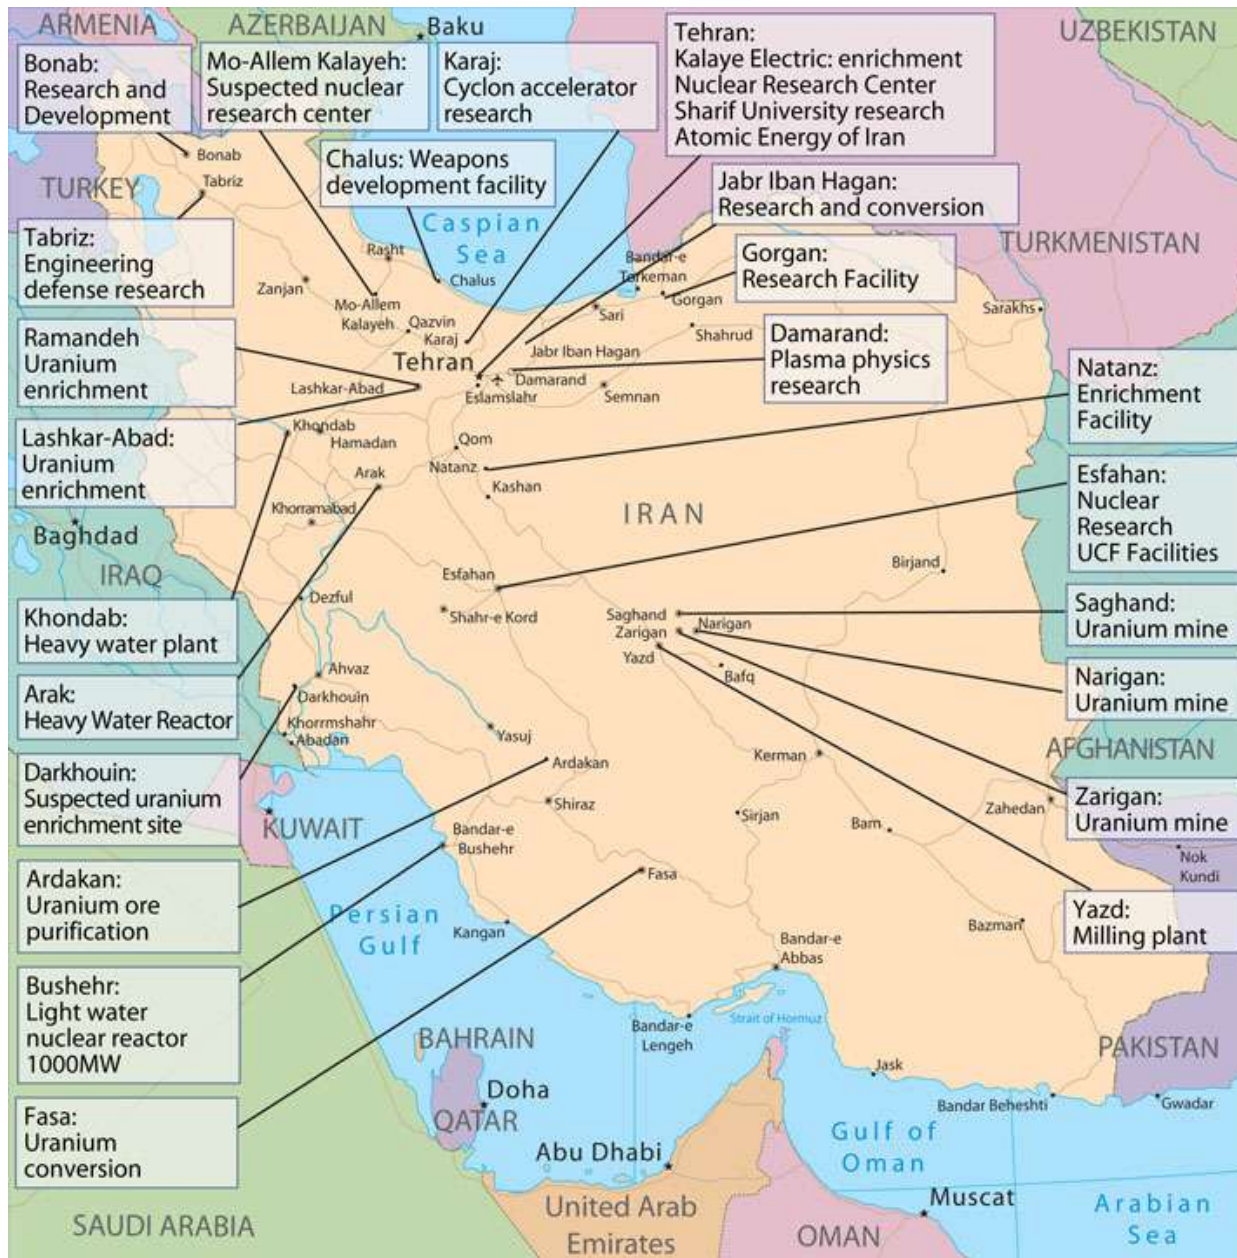 ARMENIA
AZERBAIJAN
Baku
UZBEKISTAN
Bonab:
Research and
Development
Mo-Allem Kalayeh:
Suspected nuclear
research center
Karaj:
Cyclon accelerator
research
Tehran:
Kalaye Electric: enrichment
Nuclear Research Center
Sharif University research
Atomic Energy of Iran
Chalus: Weapons
development facility
Jabr Iban Hagan:
Research and conversion
Bonab
Tabriz
TURKEY
Caspian
Sea
TURKMENISTAN
Tabriz:
Engineering
defense research
Gorgan:
Research Facility
Rasht
Zanjan
Chalus
Bandar-e
Torkeman
Gorgan
Sarakhs
Mo-Allem
Kalayeh
Qazvin
Karaj
Sari
Shahrud
Ramandeh
Uranium
enrichment
Damarand:
Plasma physics
research
Tehran
Jabr Iban Hagan
Lashkar-Abad
Eslamslahr
Damarand
Semnan
Natanz:
Enrichment
Facility
Lashkar-Abad:
Uranium
enrichment
Khondab
Hamadan
Qom
Natanz
Kashan
Arak
Khorramabad
IRAN
Esfahan:
Nuclear
Research
UCF Facilities
Baghdad
IRAQ
Esfahan
Birjand
Dezful
Shahr-e Kord
Saghand
Zarigan
Narigan
Yazd
Bafq
Khondab:
Heavy water plant
Saghand:
Uranium mine
Arak:
Heavy Water Reactor
Narigan:
Uranium mine
Ahvaz
Darkhouin
Khorrmshahr
Abadan
Yasuj
Ardakan
Kerman
AFGHANISTAN
Darkhouin:
Suspected uranium
enrichment site
Zarigan:
Uranium mine
KUWAIT
Shiraz
Sirjan
Bam
Zahedan
Bandar-e
Bushehr
Fasa
Nok
Kundi
Ardakan:
Uranium ore
purification
Yazd:
Milling plant
Persian
Gulf
Kangan
Bazman
Bandar-e
Abbas
Bushehr:
Light water
nuclear reactor
1000MW
Bandar-e
Lengeh
Strait of Hormuz
BAHRAIN
PAKISTAN
Jask
Bandar Beheshti
Gwadar
Fasa:
Uranium
conversion
Doha
QATAR
Abu Dhabi
Gulf of
Oman
United Arab
Emirates
Muscat
Arabian
Sea
SAUDI ARABIA
OMAN